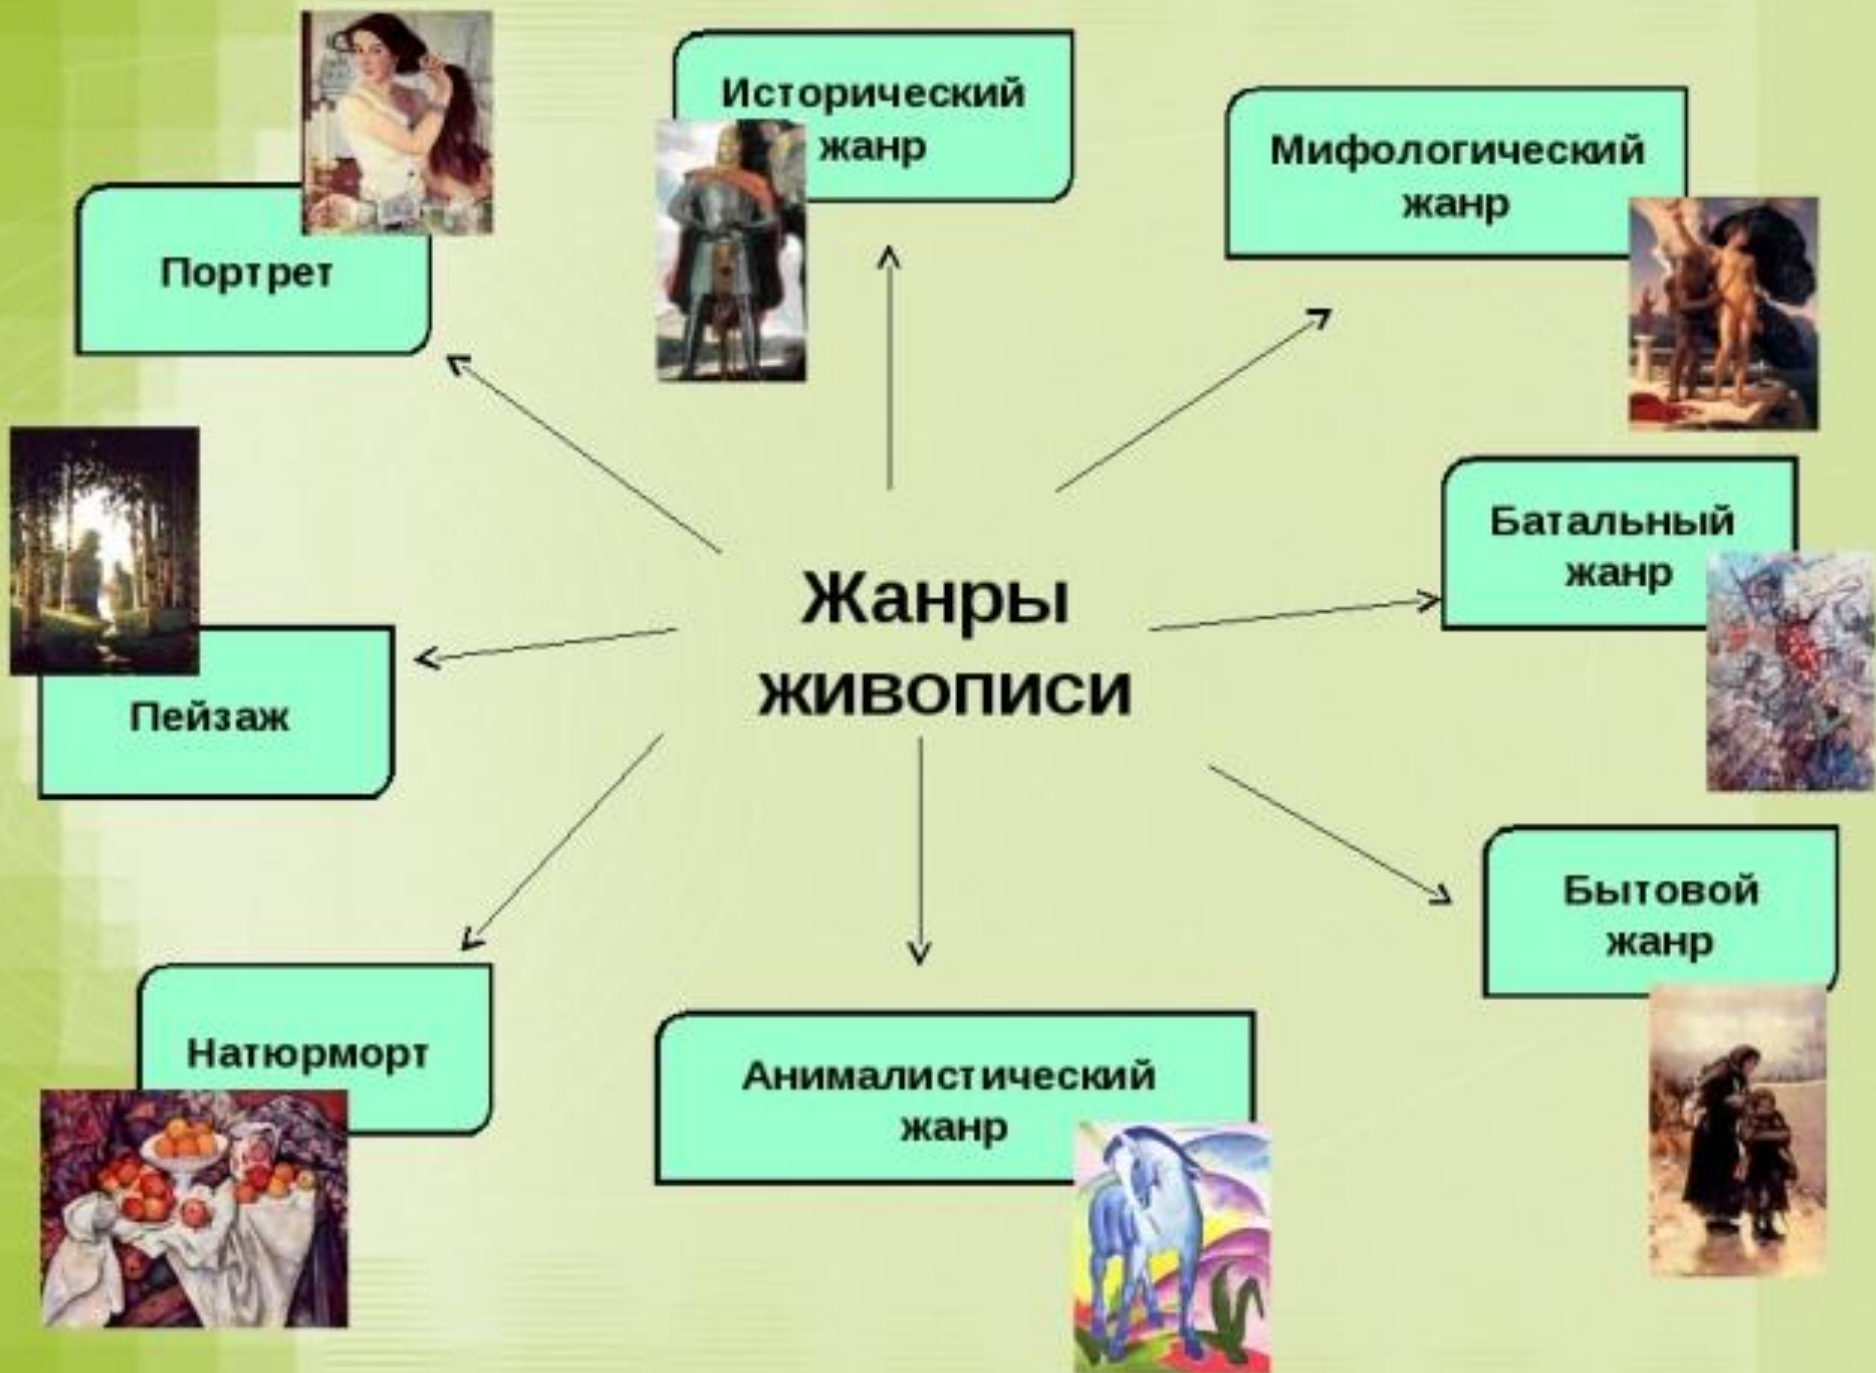 Исторический
жанр
Мифологический
жанр
Портрет
Батальный
жанр
Жанры
живописи
Пейзаж
Бытовой
жанр
Натюрморт
Анималистический
жанр